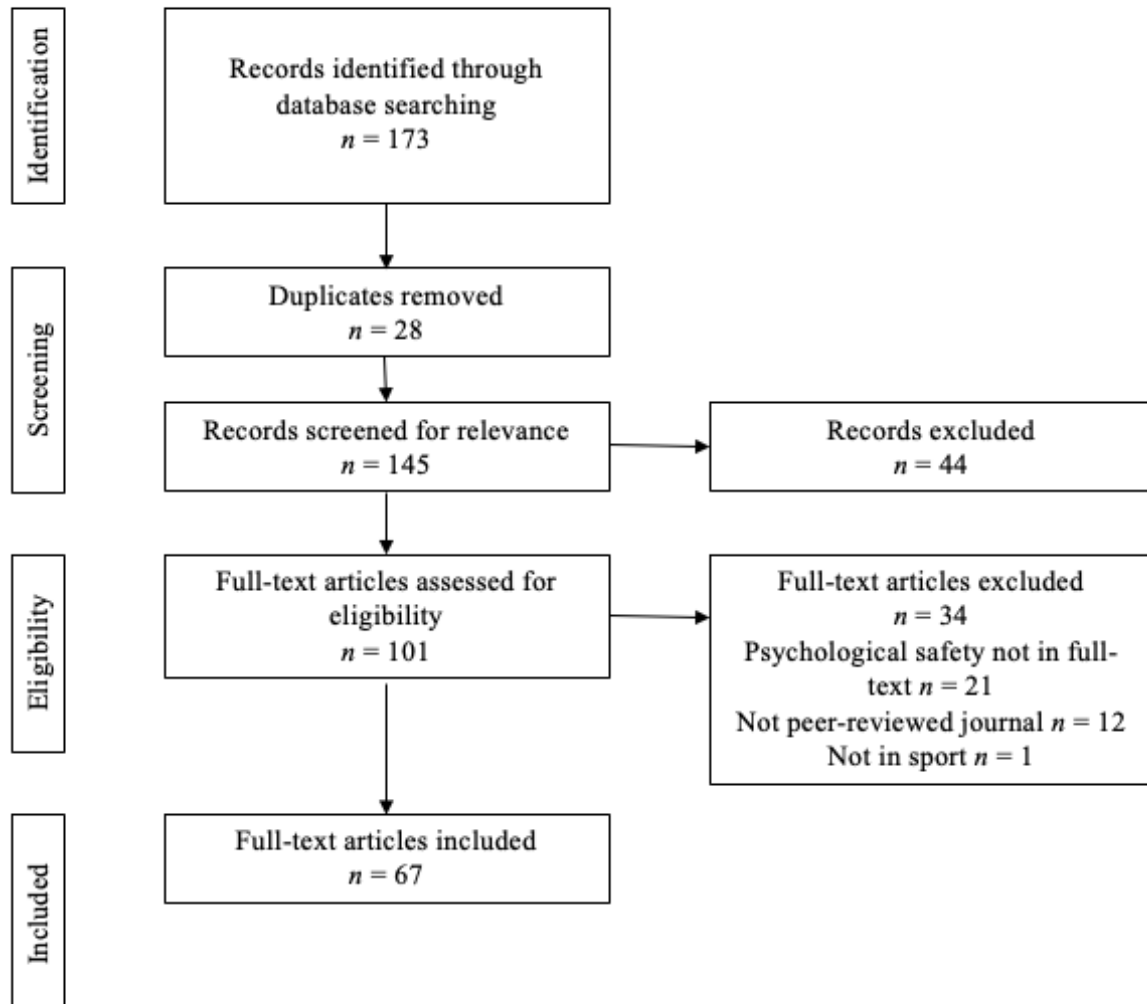 Identification
Records identified through
database searching
n = 173
Screening
Duplicates removed
n = 28
Records screened for relevance
n = 145
Records excluded
n = 44
Eligibility
Full-text articles assessed for
eligibility
n = 101
Full-text articles excluded
n = 34
Psychological safety not in full-
text n = 21
Not peer-reviewed journal n = 12
Not in sport n = 1
Included
Full-text articles included
n = 67